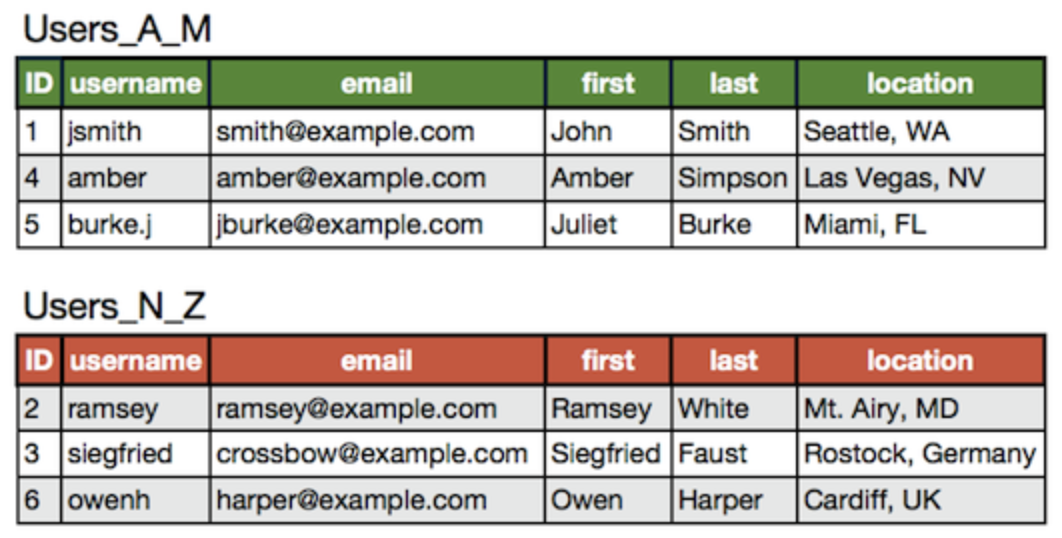 Users_A_M
ID username email first last location
1 jsmith smith@example.com John Smith Seattle, WA
4 amber amber@example.com Amber Simpson Las Vegas, NV
5 burke.j jburke@example.com Juliet Burke Miami, FL
Users_N_Z
ID username email first last location
2 ramsey ramsey@example.com Ramsey White Mt. Airy, MD
3 siegfried crossbow@example.com Siegfried Faust Rostock, Germany
6 owenh harper@example.com Owen Harper Cardiff, UK